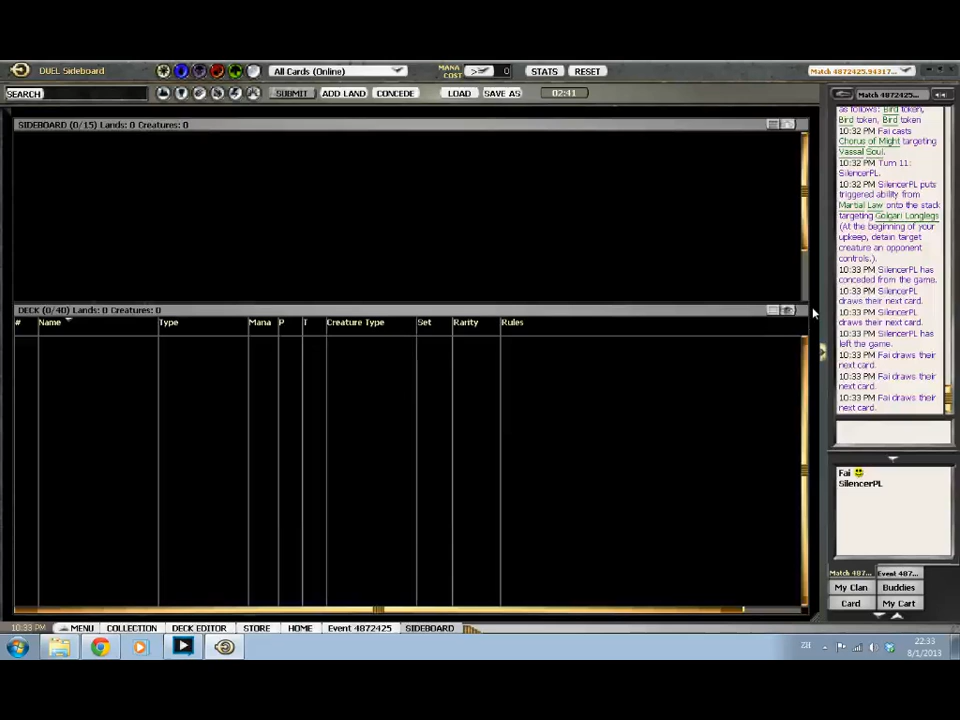 DUEL Sideboard
All Cards (Online)
MANA COST >= 0
STATS
RESET
Match 4872425.94317...
SEARCH
SUBMIT
ADD LAND
CONCEDE
LOAD
SAVE AS
02:41
Match 4872425...
SIDEBOARD (0/15) Lands: 0 Creatures: 0
DECK (0/40) Lands: 0 Creatures: 0
# Name Type Mana P T Creature Type Set Rarity Rules
as follows: Bird token,
Bird token, Bird token
10:32 PM Fai casts
Chorus of Might targeting
Vassal Soul.
10:32 PM Turn 11:
SilencerPL.
10:32 PM SilencerPL puts
triggered ability from
Martial Law onto the stack
targeting Golgari Longlegs
(At the beginning of your
upkeep, detain target
creature an opponent
controls.).
10:33 PM SilencerPL has
conceded from the game.
10:33 PM SilencerPL
draws their next card.
10:33 PM SilencerPL
draws their next card.
10:33 PM SilencerPL has
left the game.
10:33 PM Fai draws their
next card.
10:33 PM Fai draws their
next card.
10:33 PM Fai draws their
next card.
Fai
SilencerPL
Match 487...
Event 487...
My Clan
Buddies
Card
My Cart
10:33 PM
MENU
COLLECTION
DECK EDITOR
STORE
HOME
Event 4872425
SIDEBOARD
ZH
22:33
8/1/2013